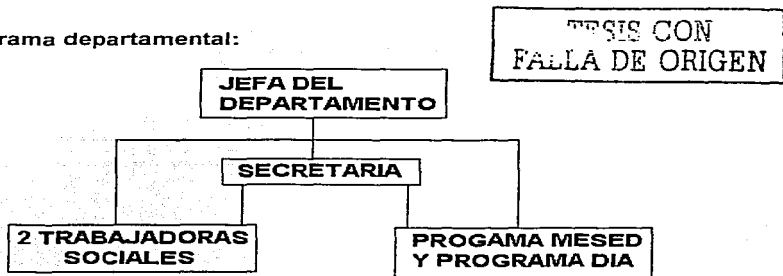 rama departamental:
TESIS CON
FALLA DE ORIGEN
JEFA DEL
DEPARTAMENTO
SECRETARIA
2 TRABAJADORAS
SOCIALES
PROGAMA MESED
Y PROGRAMA DIA